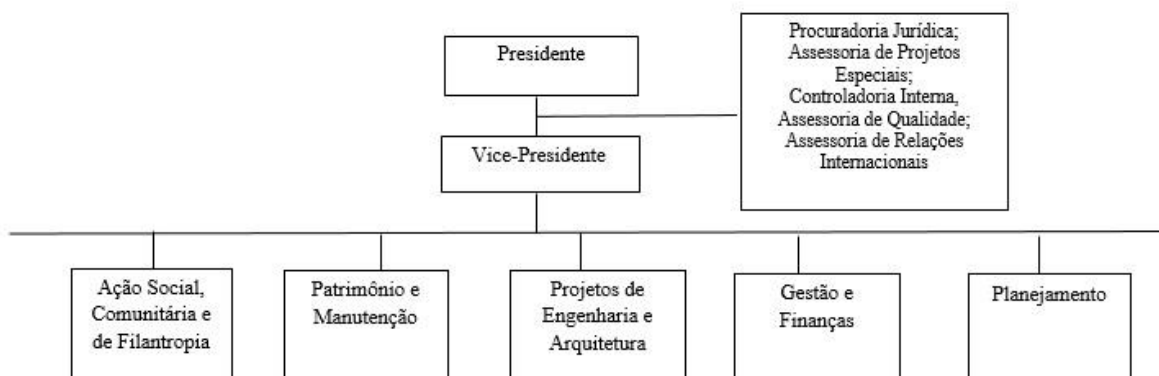 Presidente
Procuradoria Jurídica;
Assessoria de Projetos
Especiais;
Controladoria Interna,
Assessoria de Qualidade;
Assessoria de Relações
Internacionais
Vice-Presidente
Ação Social,
Comunitária e
de Filantropia
Patrimônio e
Manutenção
Projetos de
Engenharia e
Arquitetura
Gestão e
Finanças
Planejamento